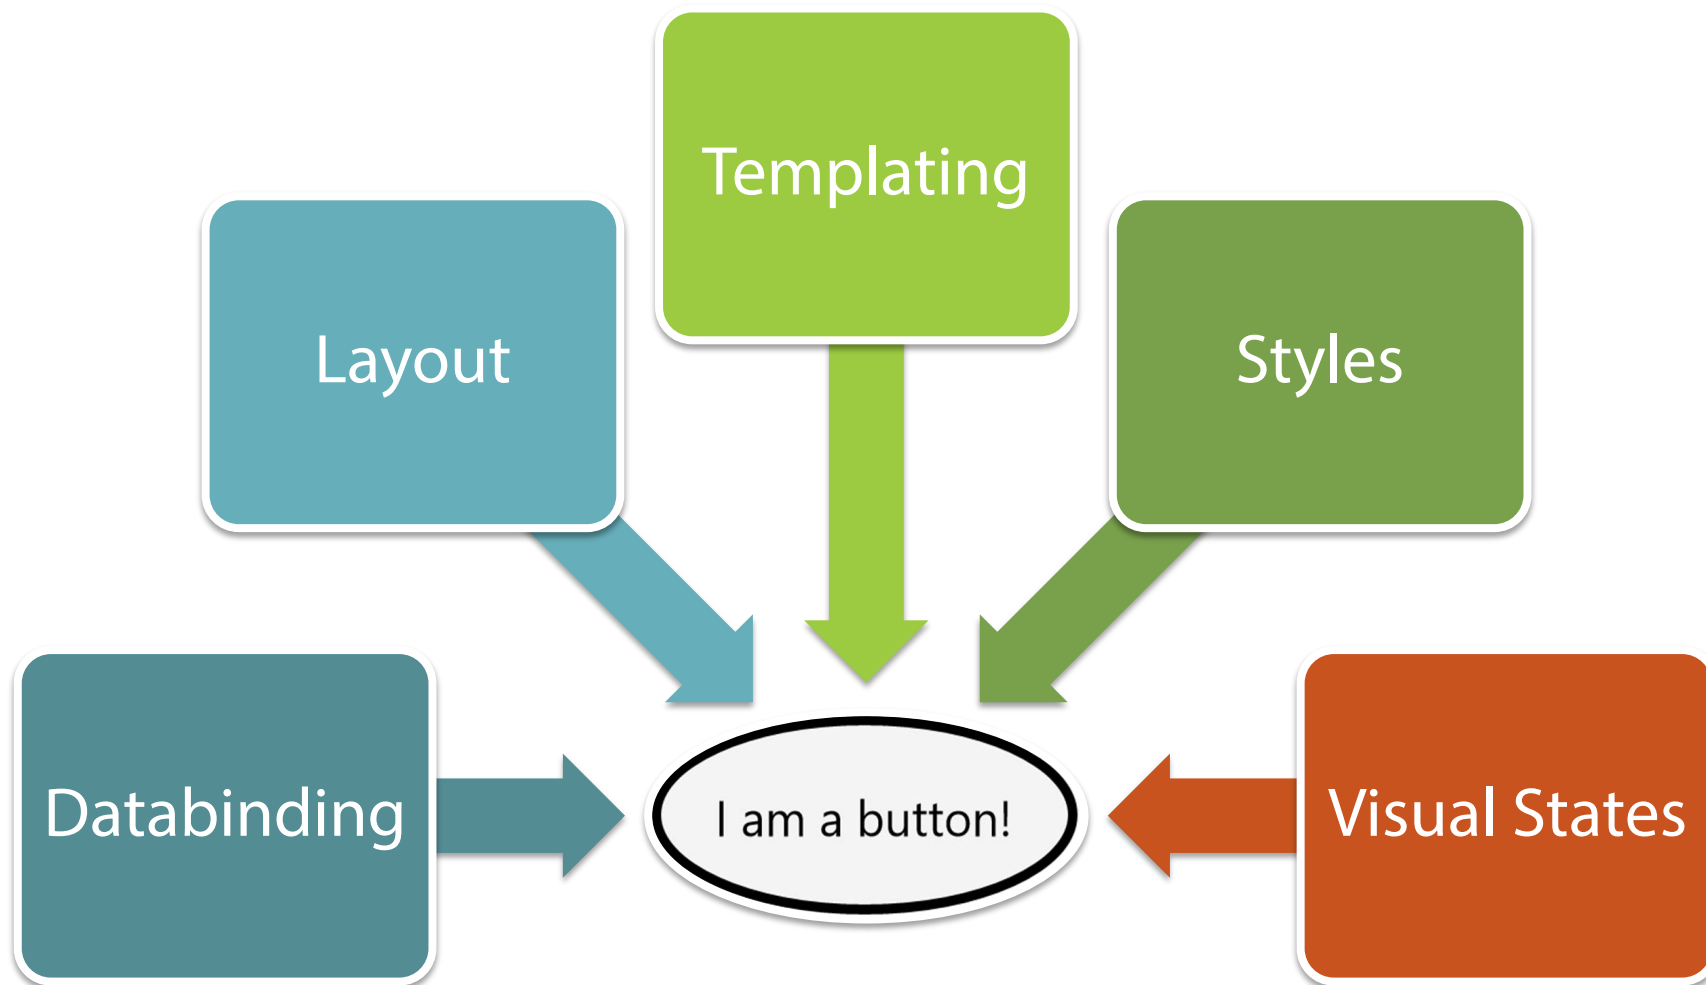 Templating
Layout
Styles
Databinding
I am a button!
Visual States